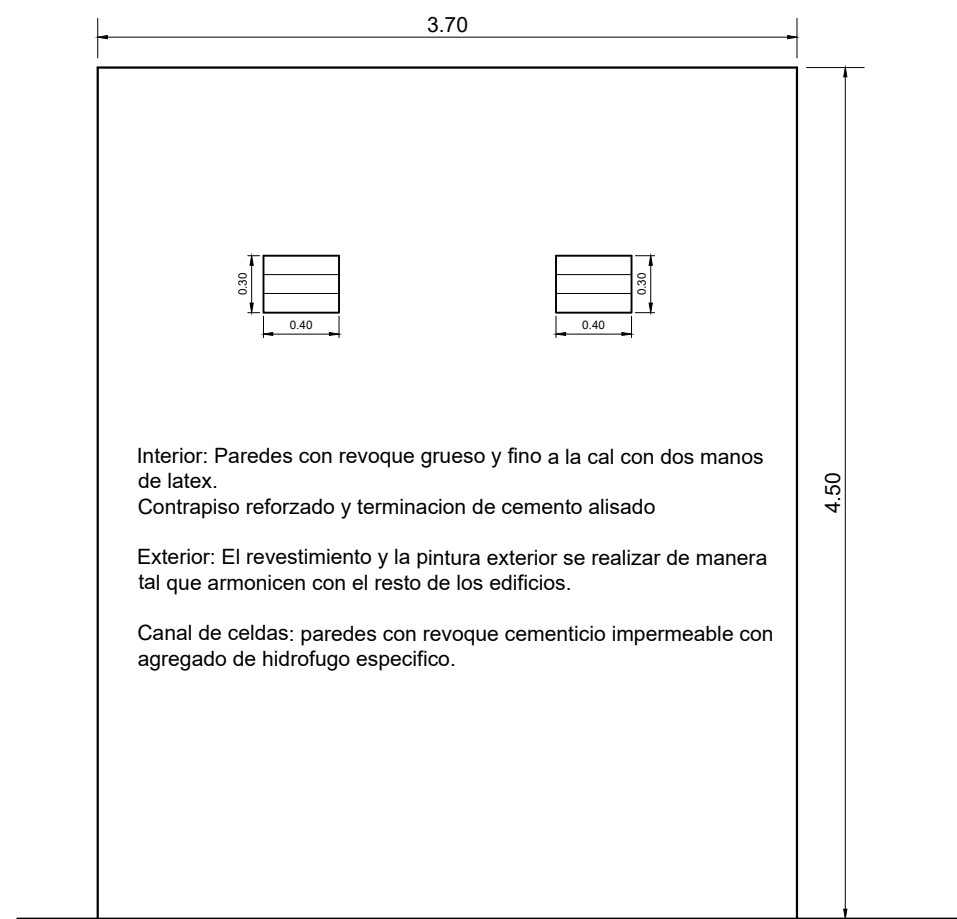 3.70
0.30
0.40
0.30
0.40
Interior: Paredes con revoque grueso y fino a la cal con dos manos
de latex.
Contrapiso reforzado y terminacion de cemento alisado
4.50
Exterior: El revestimiento y la pintura exterior se realizar de manera
tal que armonicen con el resto de los edificios.
Canal de celdas: paredes con revoque cementicio impermeable con
agregado de hidrofugo especifico.